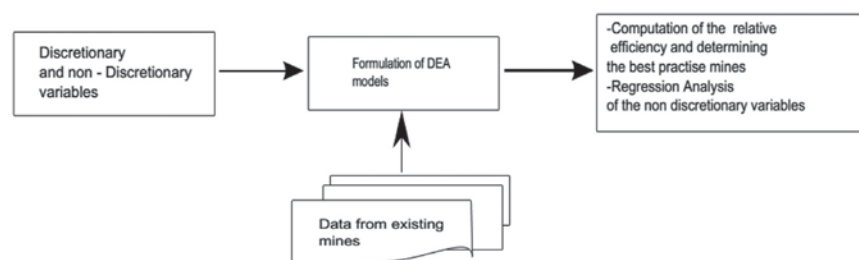 Discretionary
and non - Discretionary
variables
Formulation of DEA
models
-Computation of the relative
efficiency and determining
the best practise mines
-Regression Analysis
of the non discretionary variables
Data from existing
mines